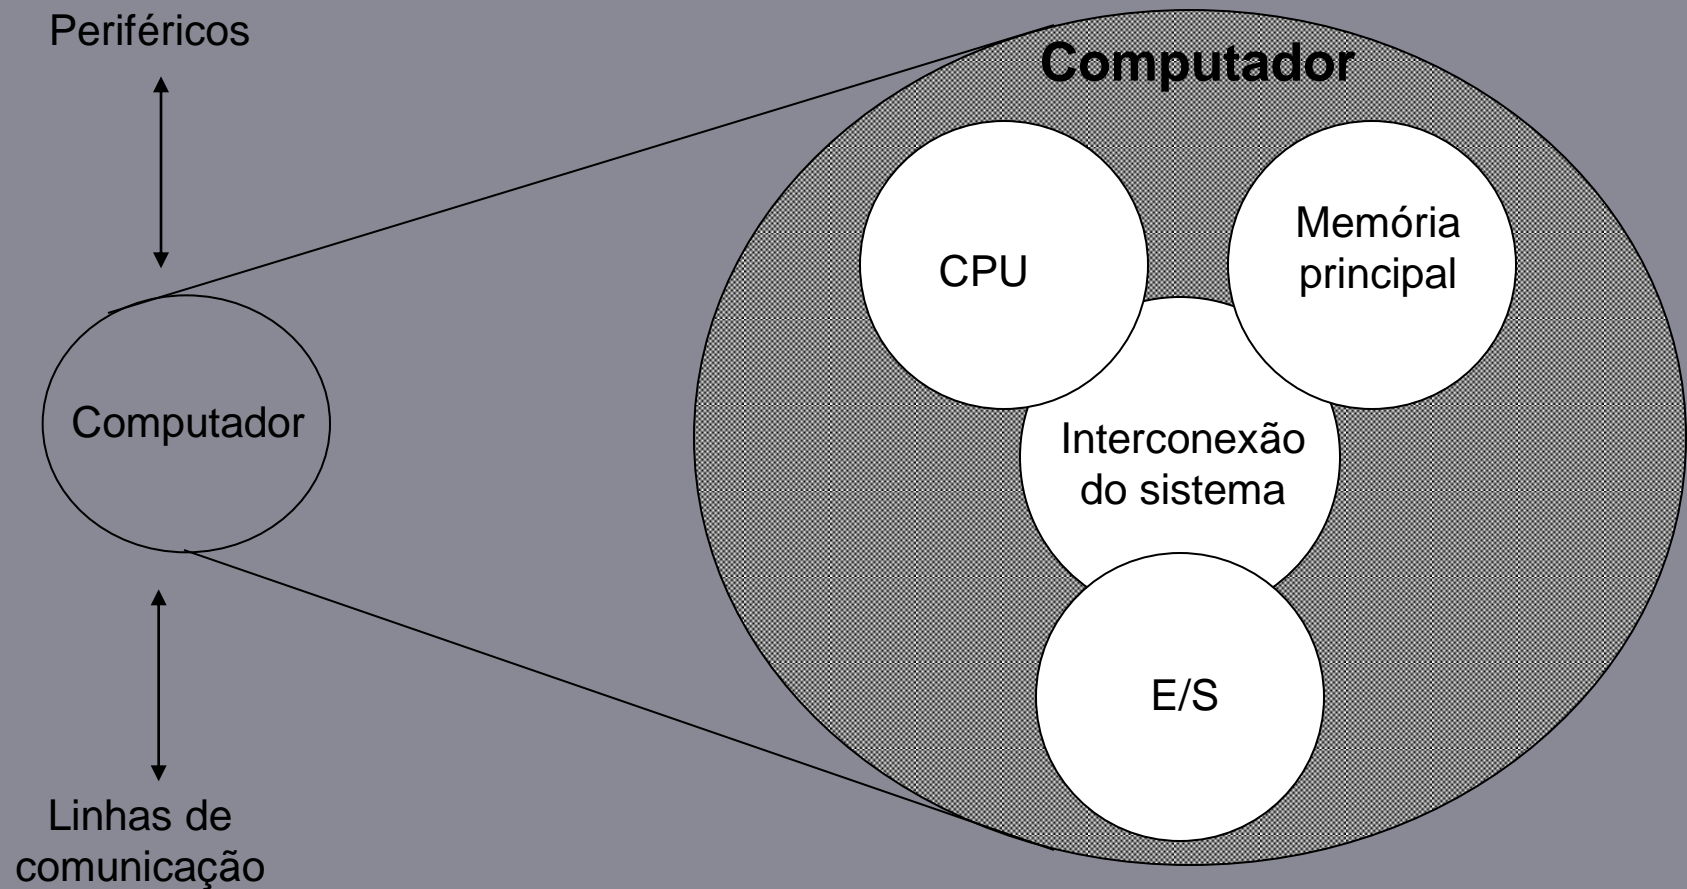 Periféricos
Computador
Linhas de
comunicação
Computador
CPU
Memória
principal
Interconexão
do sistema
E/S